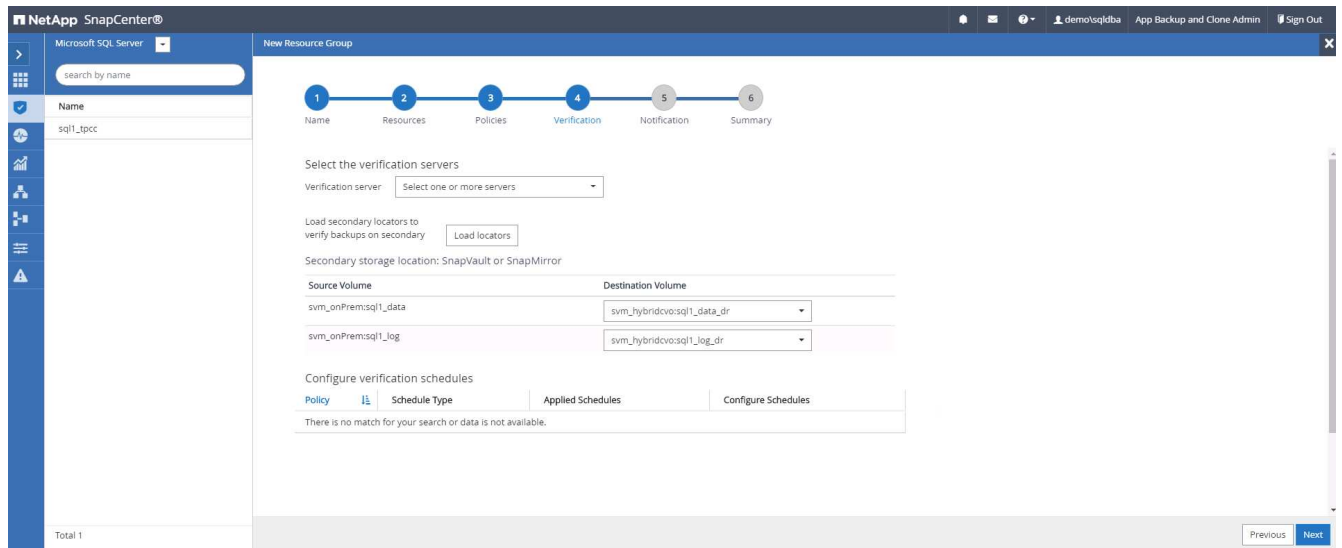 NetApp SnapCenter®
demo\sqldba App Backup and Clone Admin Sign Out
Microsoft SQL Server
New Resource Group
search by name
Name
sql1_tpcc
1 2 3 4 5 6
Name Resources Policies Verification Notification Summary
Select the verification servers
Verification server Select one or more servers
Load secondary locators to
verify backups on secondary Load locators
Secondary storage location: SnapVault or SnapMirror
Source Volume Destination Volume
svm_onPrem:sql1_data svm_hybridcvo:sql1_data_dr
svm_onPrem:sql1_log svm_hybridcvo:sql1_log_dr
Configure verification schedules
Policy Schedule Type Applied Schedules Configure Schedules
There is no match for your search or data is not available.
Total 1
Previous Next